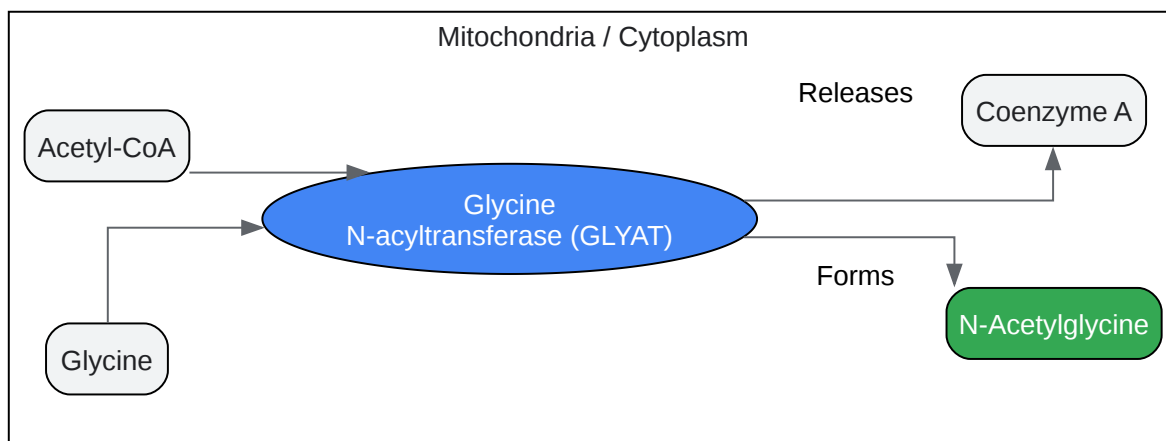 Mitochondria / Cytoplasm
Releases
Coenzyme A
Acetyl-CoA
Glycine
N-acyltransferase (GLYAT)
Forms
N-Acetylglycine
Glycine